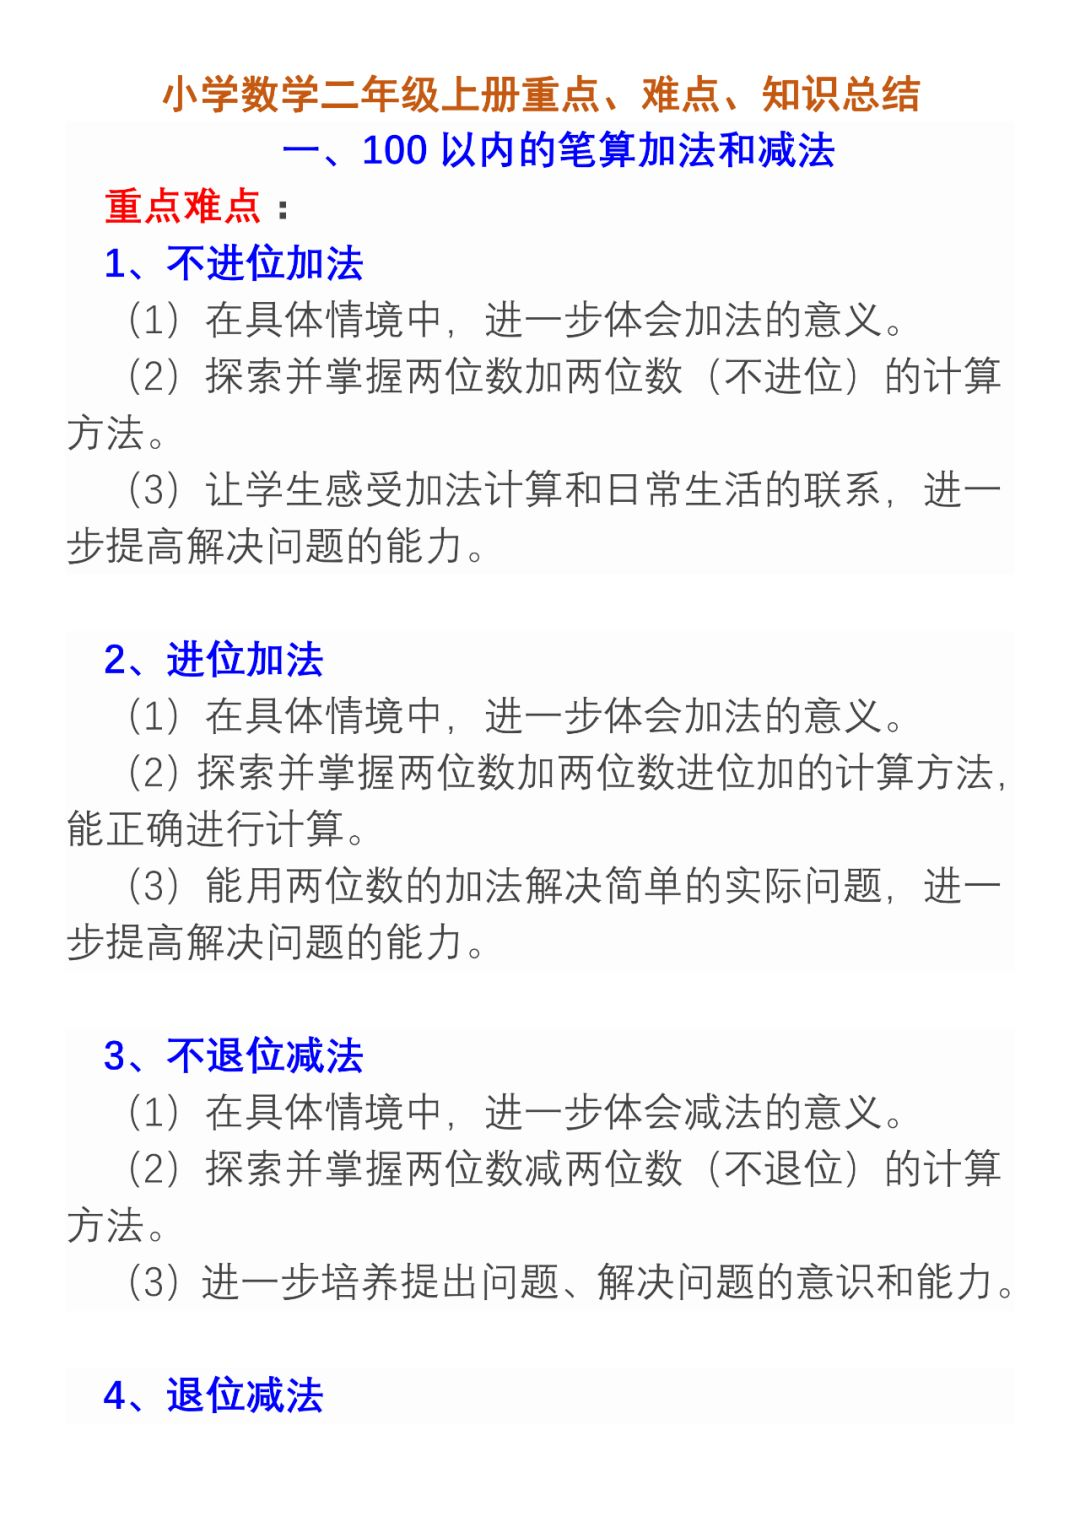 小学数学二年级上册重点、难点、知识总结
一、100 以内的笔算加法和减法
重点难点：
1、不进位加法
（1）在具体情境中，进一步体会加法的意义。
（2）探索并掌握两位数加两位数（不进位）的计算
方法。
（3）让学生感受加法计算和日常生活的联系，进一
步提高解决问题的能力。
2、进位加法
（1）在具体情境中，进一步体会加法的意义。
（2）探索并掌握两位数加两位数进位加的计算方法，
能正确进行计算。
（3）能用两位数的加法解决简单的实际问题，进一
步提高解决问题的能力。
3、不退位减法
（1）在具体情境中，进一步体会减法的意义。
（2）探索并掌握两位数减两位数（不退位）的计算
方法。
（3）进一步培养提出问题、解决问题的意识和能力。
4、退位减法